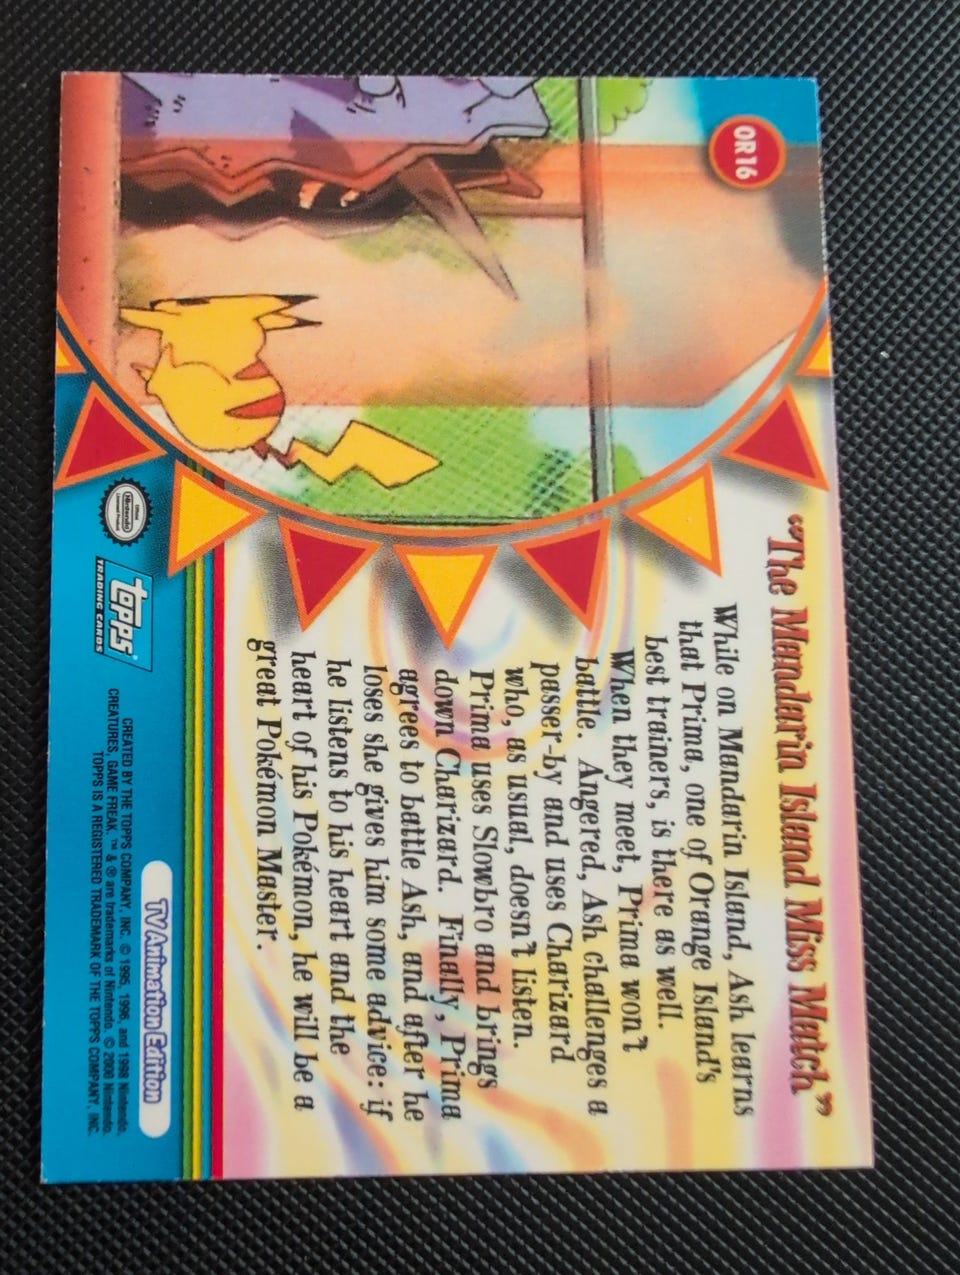 OR16
“The Mandarin Island Miss Match”
While on Mandarin Island, Ash learns
that Prima, one of Orange Island's
best trainers, is there as well.
When they meet, Prima won't
battle. Angered, Ash challenges a
passer-by and uses Charizard
who, as usual, doesn't listen.
Prima uses Slowbro and brings
down Charizard. Finally, Prima
agrees to battle Ash, and after he
loses she gives him some advice: if
he listens to his heart and the
heart of his Pokémon, he will be a
great Pokémon Master.
TV Animation Edition
Official
Nintendo
Licensed Product
topps®
TRADING CARDS
CREATED BY THE TOPPS COMPANY, INC. © 1995, 1996, and 1998 Nintendo,
CREATURES, GAME FREAK. ™ & ® are trademarks of Nintendo. © 2000 Nintendo.
TOPPS IS A REGISTERED TRADEMARK OF THE TOPPS COMPANY, INC.